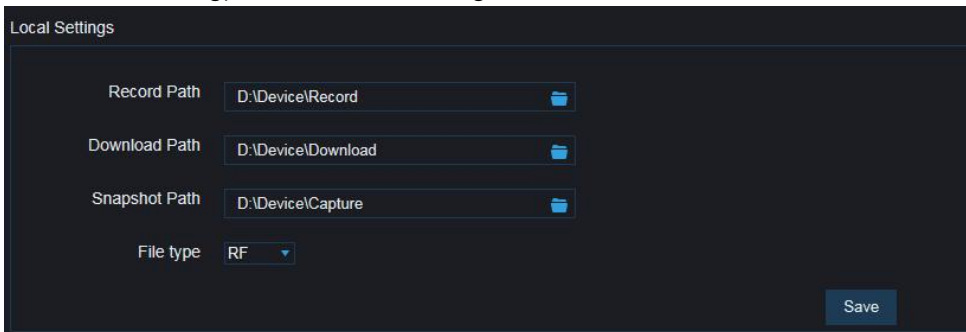 Local Settings
Record Path D:\Device\Record
Download Path D:\Device\Download
Snapshot Path D:\Device\Capture
File type RF
Save